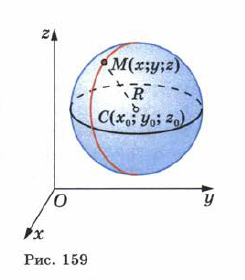 z
M(x;y;z)
R
C(x₀; y₀; z₀)
O
y
x
Рис. 159